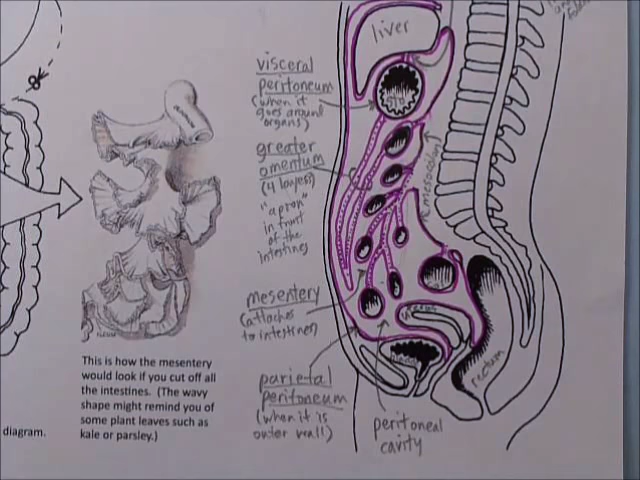 liver
visceral
peritoneum
(when it
goes around
organs)
greater
omentum
(4 layers)
"apron"
in front
of the
intestines
(mesocolon)
mesentery
(attaches
to intestines)
uterus
rectum
parietal
peritoneum
(when it is
outer wall)
peritoneal
cavity
This is how the mesentery
would look if you cut off all
the intestines. (The wavy
shape might remind you of
some plant leaves such as
kale or parsley.)
diagram.